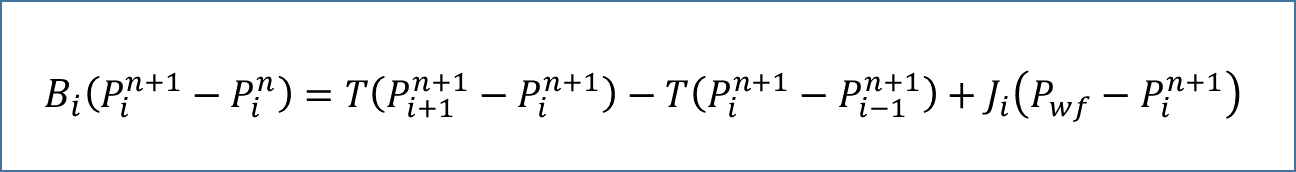 $B_i(P_i^{n+1} - P_i^n) = T(P_{i+1}^{n+1} - P_i^{n+1}) - T(P_i^{n+1} - P_{i-1}^{n+1}) + J_i(P_{wf} - P_i^{n+1})$